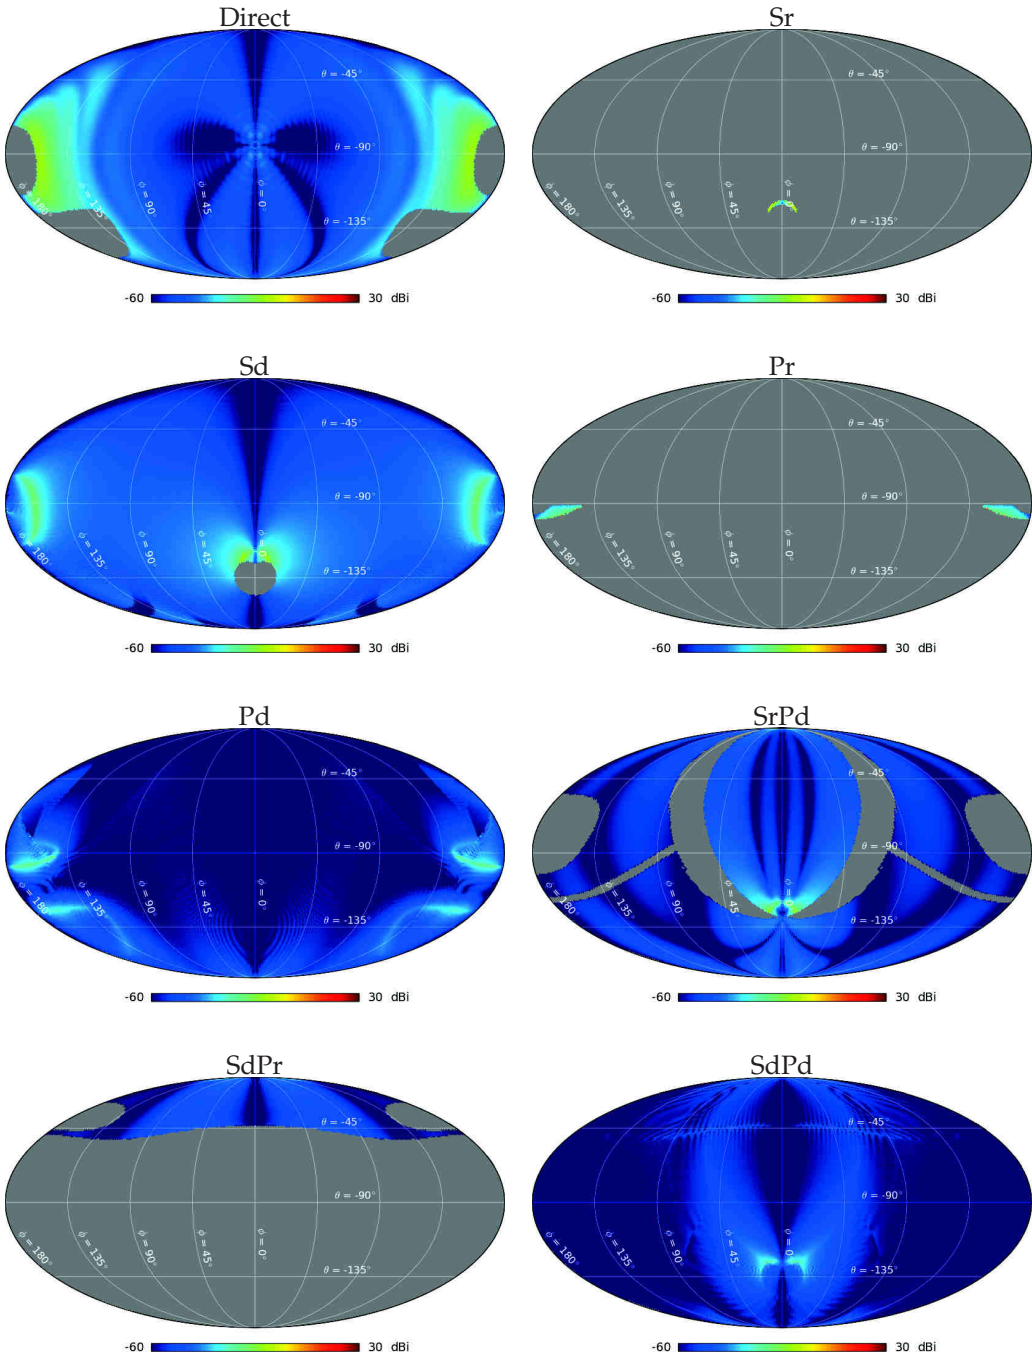 Direct
θ = -45°
θ = -90°
θ = -135°
ϕ = 180°
ϕ = 135°
ϕ = 90°
ϕ = 45°
ϕ = 0°
-60 30 dBi
Sr
θ = -45°
θ = -90°
θ = -135°
ϕ = 180°
ϕ = 135°
ϕ = 90°
ϕ = 45°
ϕ = 0°
-60 30 dBi
Sd
θ = -45°
θ = -90°
θ = -135°
ϕ = 180°
ϕ = 135°
ϕ = 90°
ϕ = 45°
ϕ = 0°
-60 30 dBi
Pr
θ = -45°
θ = -90°
θ = -135°
ϕ = 180°
ϕ = 135°
ϕ = 90°
ϕ = 45°
ϕ = 0°
-60 30 dBi
Pd
θ = -45°
θ = -90°
θ = -135°
ϕ = 180°
ϕ = 135°
ϕ = 90°
ϕ = 45°
ϕ = 0°
-60 30 dBi
SrPd
θ = -45°
θ = -90°
θ = -135°
ϕ = 180°
ϕ = 135°
ϕ = 90°
ϕ = 45°
ϕ = 0°
-60 30 dBi
SdPr
θ = -45°
θ = -90°
θ = -135°
ϕ = 180°
ϕ = 135°
ϕ = 90°
ϕ = 45°
ϕ = 0°
-60 30 dBi
SdPd
θ = -45°
θ = -90°
θ = -135°
ϕ = 180°
ϕ = 135°
ϕ = 90°
ϕ = 45°
ϕ = 0°
-60 30 dBi